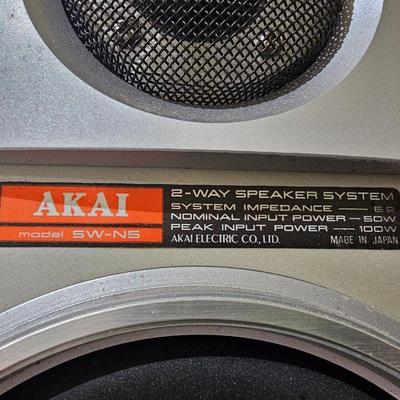 AKAI
model SW-N5
2-WAY SPEAKER SYSTEM
SYSTEM IMPEDANCE — 6 Ω
NOMINAL INPUT POWER — 50W
PEAK INPUT POWER — 100W
AKAI ELECTRIC CO., LTD. MADE IN JAPAN